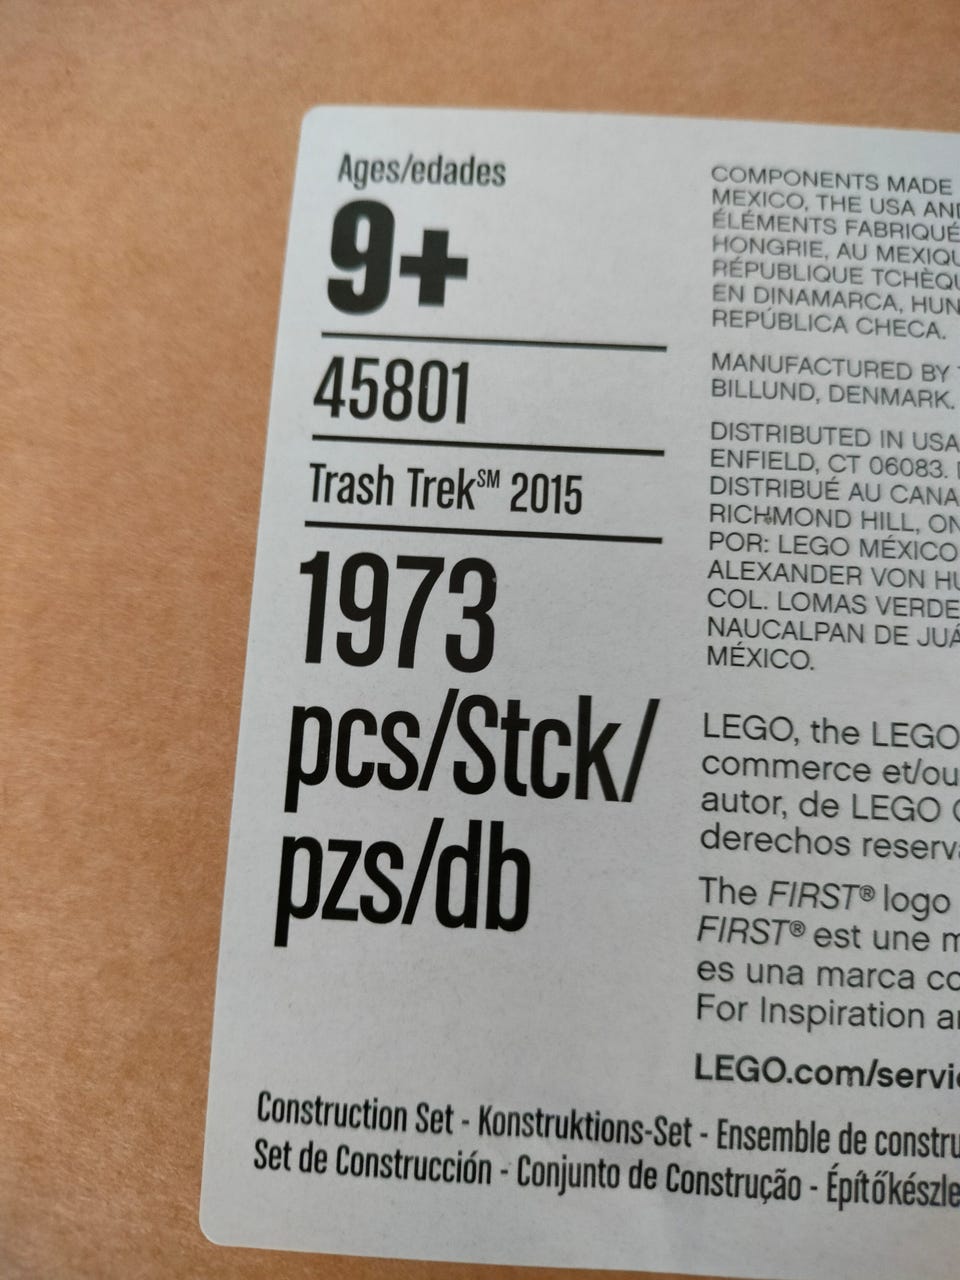 Ages/edades
9+
45801
Trash Trek℠ 2015
1973
pcs/Stck/
pzs/db
COMPONENTS MADE
MEXICO, THE USA AND
ÉLÉMENTS FABRIQUÉ
HONGRIE, AU MEXIQU
RÉPUBLIQUE TCHÈQU
EN DINAMARCA, HUN
REPÚBLICA CHECA.
MANUFACTURED BY
BILLUND, DENMARK.
DISTRIBUTED IN USA
ENFIELD, CT 06083.
DISTRIBUÉ AU CANA
RICHMOND HILL, ON
POR: LEGO MÉXICO
ALEXANDER VON HU
COL. LOMAS VERDE
NAUCALPAN DE JUÁ
MÉXICO.
LEGO, the LEGO
commerce et/ou
autor, de LEGO
derechos reserva
The FIRST® logo
FIRST® est une m
es una marca co
For Inspiration an
LEGO.com/servic
Construction Set - Konstruktions-Set - Ensemble de constru
Set de Construcción - Conjunto de Construção - Építőkészle